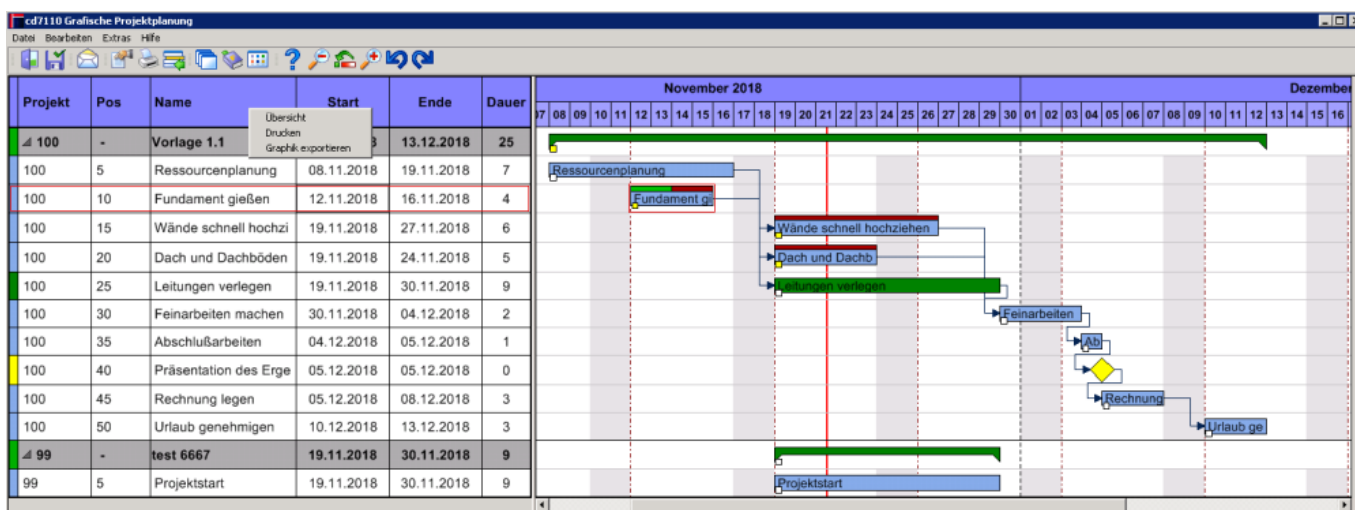 cd7110 Grafische Projektplanung
Datei Bearbeiten Extras Hilfe
Projekt Pos Name Start Ende Dauer
November 2018 Dezember
07 08 09 10 11 12 13 14 15 16 17 18 19 20 21 22 23 24 25 26 27 28 29 30 01 02 03 04 05 06 07 08 09 10 11 12 13 14 15 16
Übersicht
Drucken
Graphik exportieren
100 - Vorlage 1.1 13.12.2018 25
100 5 Ressourcenplanung 08.11.2018 19.11.2018 7 Ressourcenplanung
100 10 Fundament gießen 12.11.2018 16.11.2018 4 Fundament gi
100 15 Wände schnell hochzi 19.11.2018 27.11.2018 6 Wände schnell hochziehen
100 20 Dach und Dachböden 19.11.2018 24.11.2018 5 Dach und Dachb
100 25 Leitungen verlegen 19.11.2018 30.11.2018 9 Leitungen verlegen
100 30 Feinarbeiten machen 30.11.2018 04.12.2018 2 Feinarbeiten
100 35 Abschlußarbeiten 04.12.2018 05.12.2018 1 Ab
100 40 Präsentation des Erge 05.12.2018 05.12.2018 0
100 45 Rechnung legen 05.12.2018 08.12.2018 3 Rechnung
100 50 Urlaub genehmigen 10.12.2018 13.12.2018 3 Urlaub ge
99 - test 6667 19.11.2018 30.11.2018 9
99 5 Projektstart 19.11.2018 30.11.2018 9 Projektstart